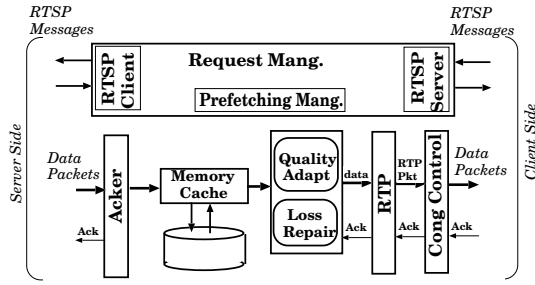 RTSP
Messages
RTSP
Messages
Request Mang.
RTSP
Client
RTSP
Server
Prefetching Mang.
Server Side
Client Side
Data
Packets
Acker
Memory
Cache
Quality
Adapt
Loss
Repair
data
RTP
RTP
Pkt
Cong Control
Data
Packets
Ack
Ack
Ack
Ack